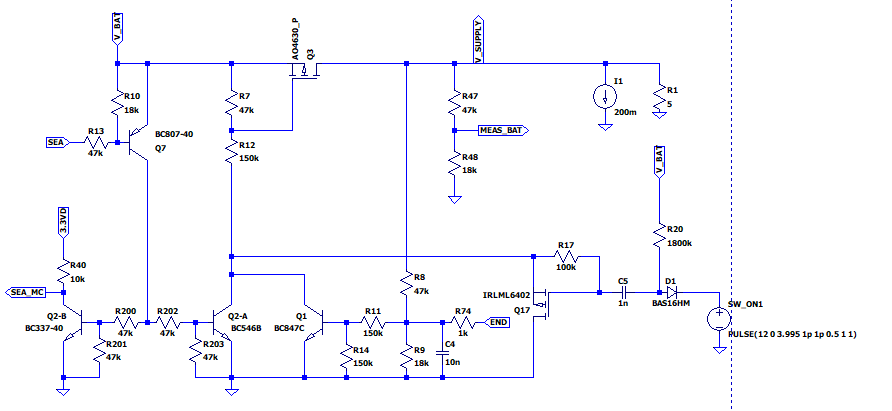 V_BAT
AO4630_P
Q3
V_SUPPLY
R10
18k
R7
47k
R47
47k
I1
200m
R1
5
SEA
R13
47k
BC807-40
Q7
R12
150k
MEAS_BAT
R48
18k
V_BAT
3.3VD
R40
10k
R20
1800k
R17
100k
SEA_MC
R8
47k
IRLML6402
Q17
C5
1n
D1
BAS16HM
SW_ON1
Q2-B
BC337-40
R200
47k
R202
47k
Q2-A
BC546B
Q1
BC847C
R11
150k
R74
1k
END
PULSE(12 0 3.995 1p 1p 0.5 1 1)
R201
47k
R203
47k
R14
150k
R9
18k
C4
10n